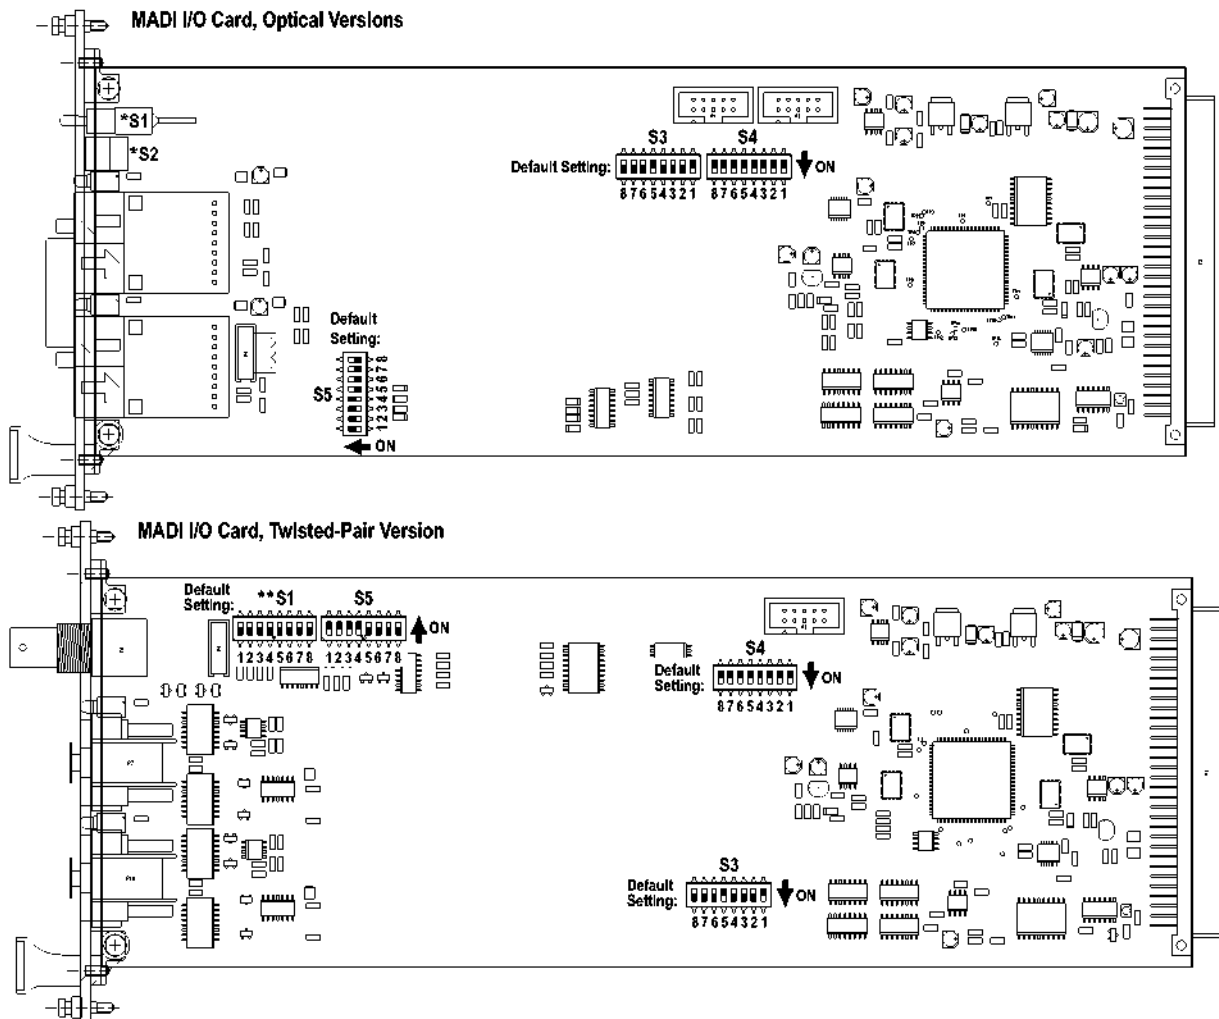 MADI I/O Card, Optical Versions
*S1
*S2
S3 S4
Default Setting:
ON
87654321 87654321
Default
Setting:
S5
12345678
ON
MADI I/O Card, Twisted-Pair Version
Default
Setting:
**S1 S5
ON
12345678 12345678
S4
Default
Setting:
ON
87654321
S3
Default
Setting:
ON
87654321